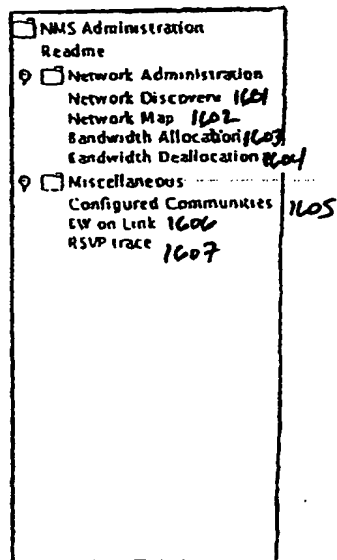 NMS Administration
Readme
Network Administration
Network Discovere 1601
Network Map 1602
Bandwidth Allocation 1603
Bandwidth Deallocation 1604
Miscellaneous
Configured Communities 1605
BW on Link 1606
RSVP trace 1607